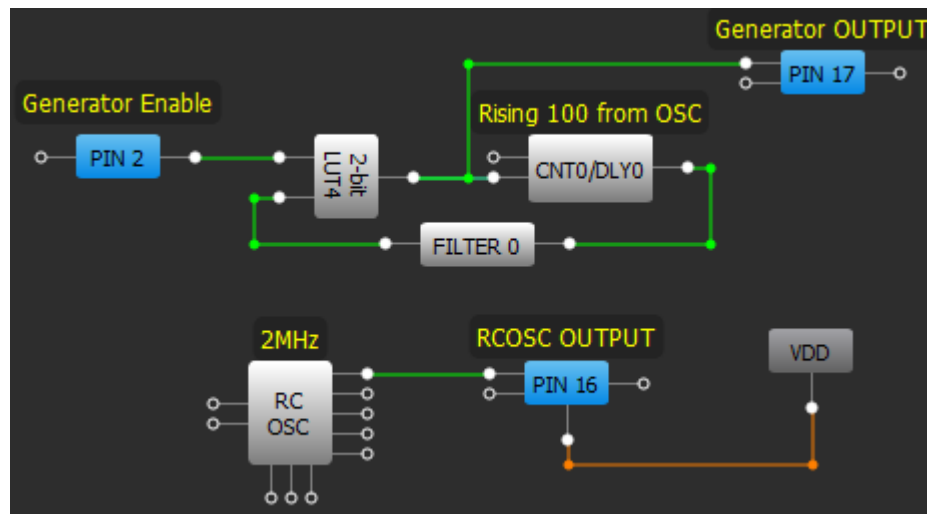 Generator OUTPUT
PIN 17
Generator Enable
PIN 2
2-bit
LUT4
Rising 100 from OSC
CNT0/DLY0
FILTER 0
2MHz
RC
OSC
RCOSC OUTPUT
PIN 16
VDD